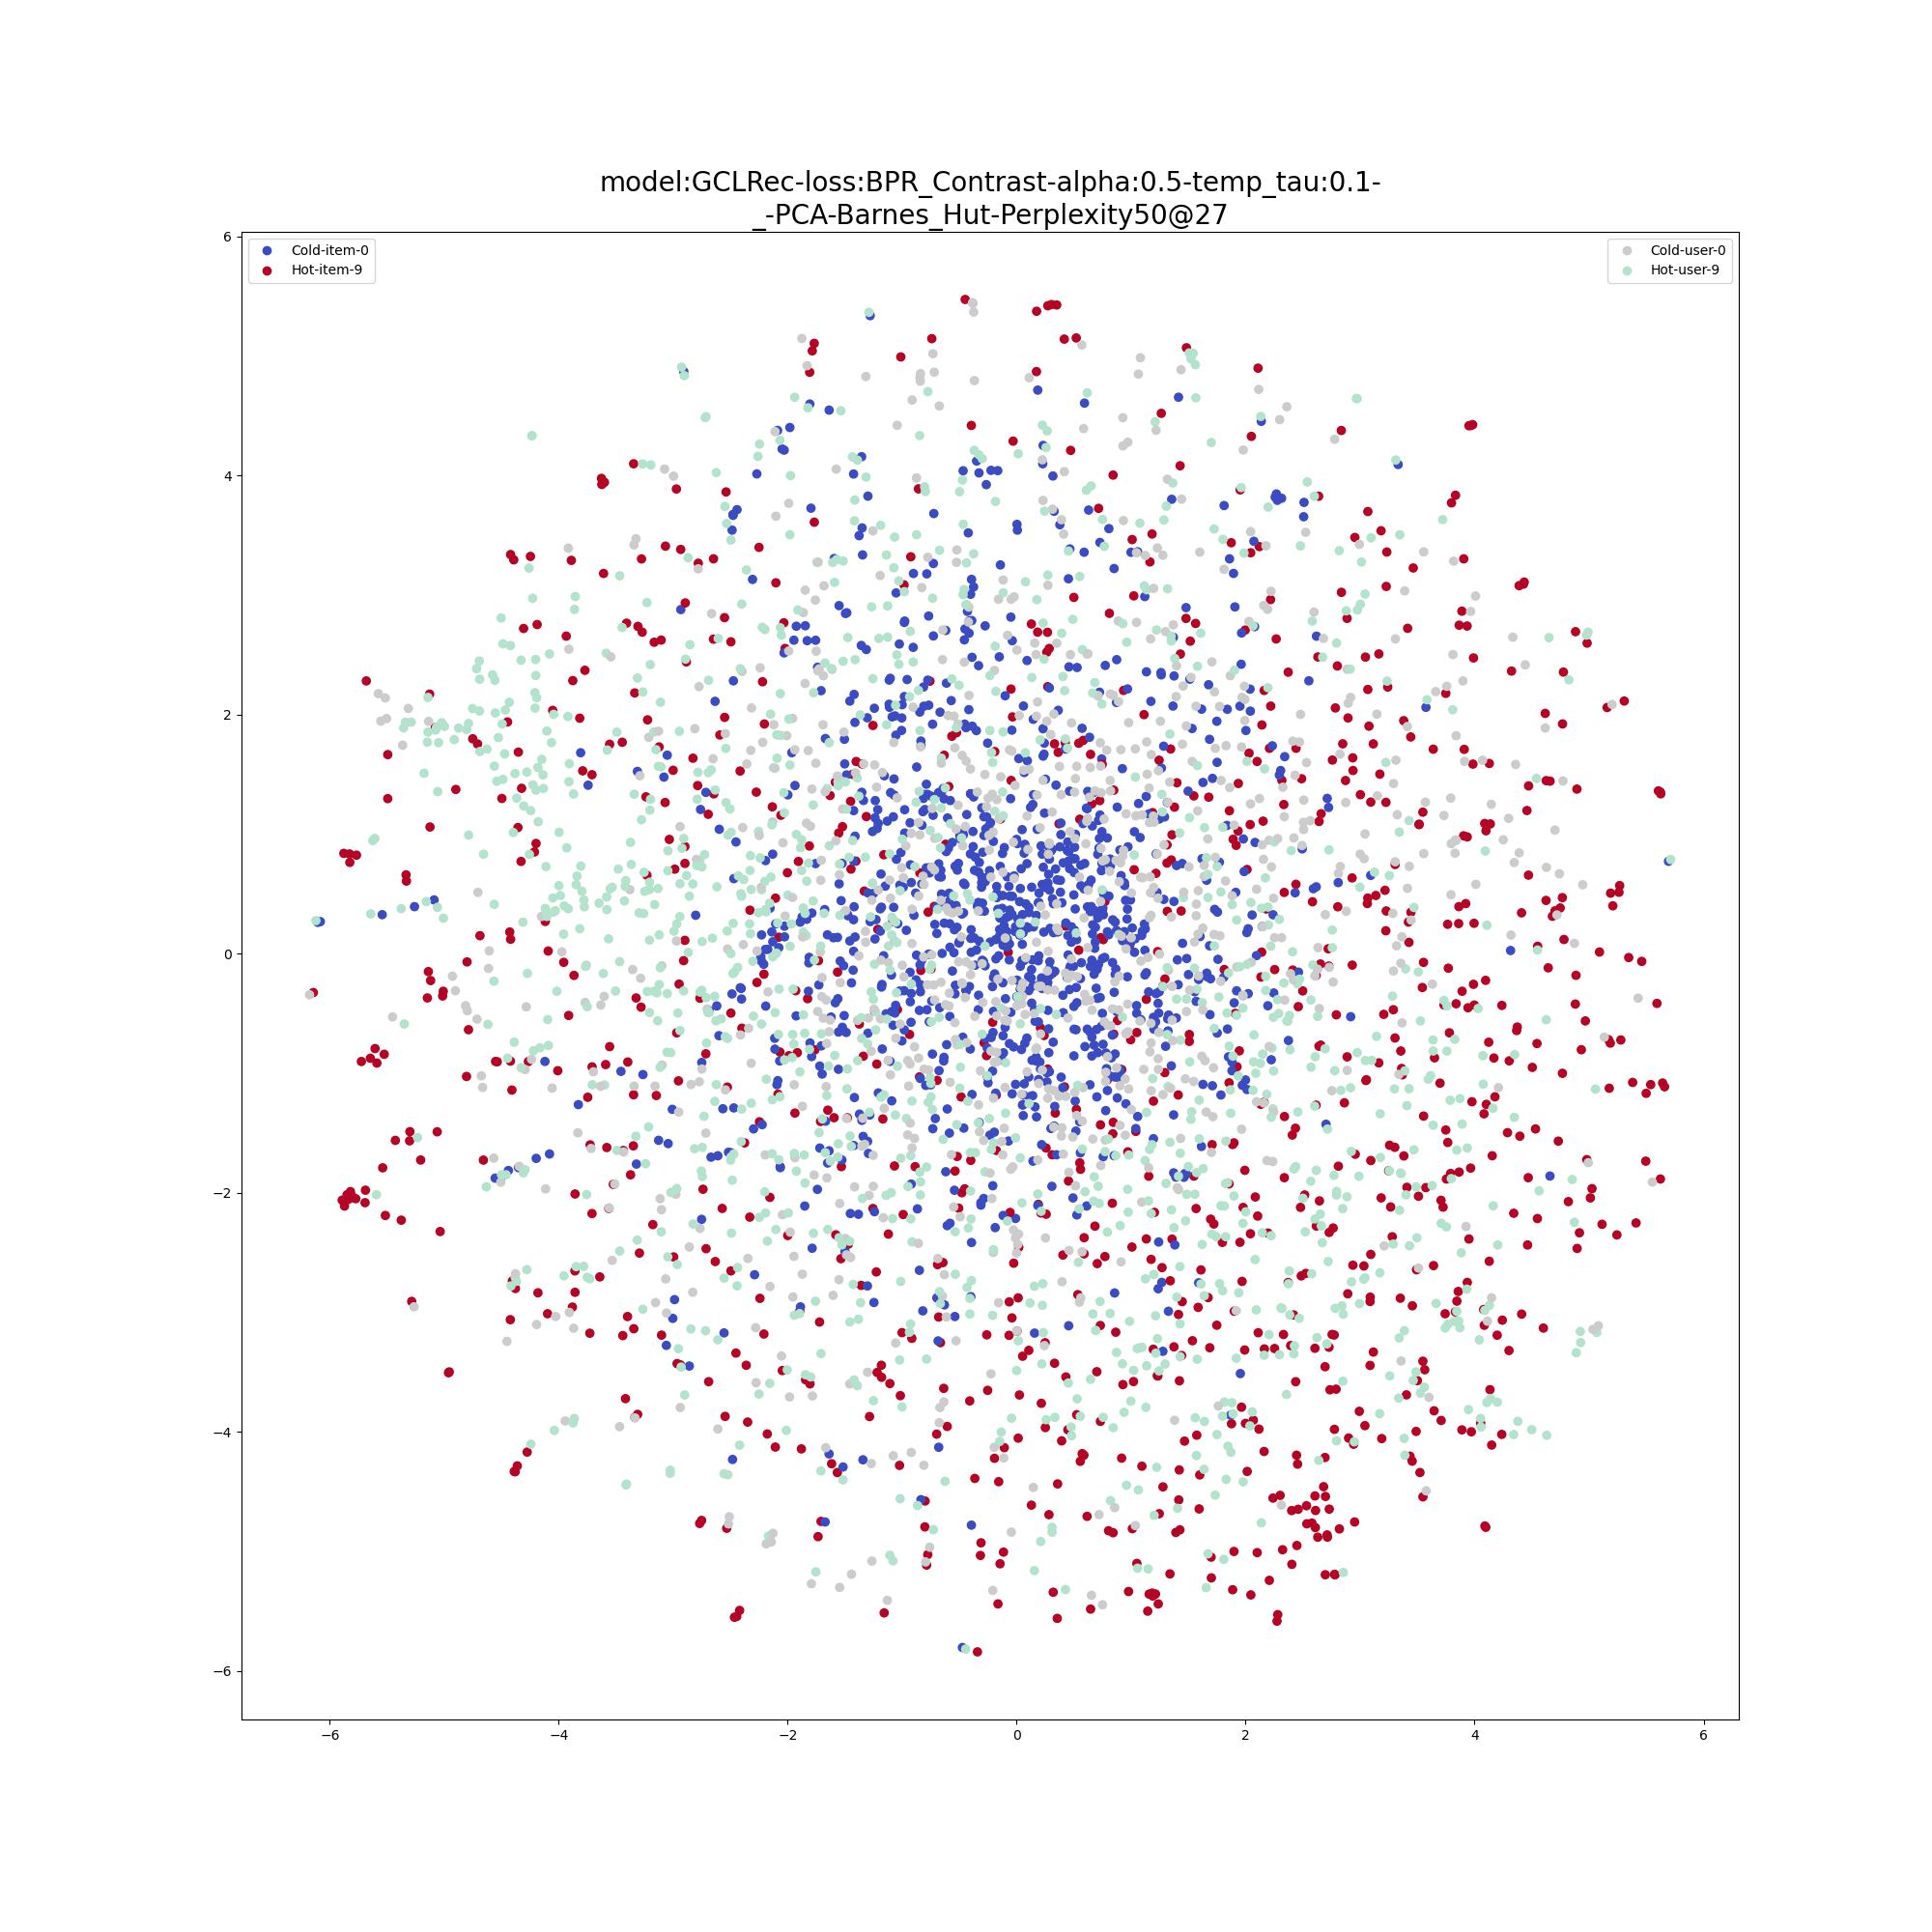 model:GCLRec-loss:BPR_Contrast-alpha:0.5-temp_tau:0.1-
_-PCA-Barnes_Hut-Perplexity50@27
Cold-item-0
Hot-item-9
Cold-user-0
Hot-user-9
6
4
2
0
−2
−4
−6
−6
−4
−2
0
2
4
6